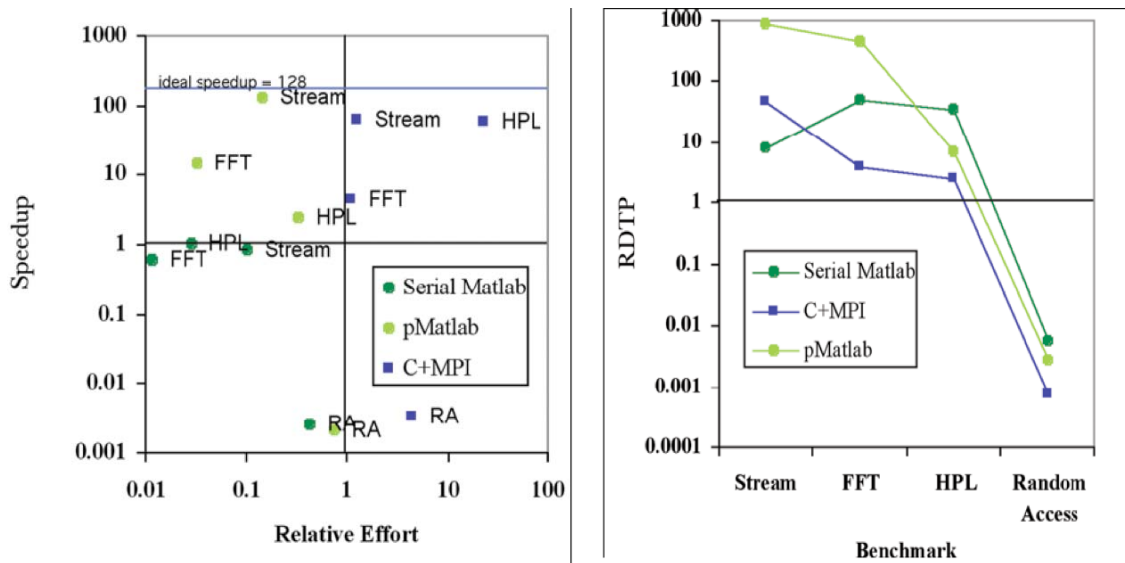 1000
ideal speedup = 128
Stream
100
Stream
HPL
FFT
10
FFT
HPL
Speedup
1
HPL
Stream
FFT
0.1
Serial Matlab
pMatlab
C+MPI
0.01
RA
RA
RA
0.001
0.01
0.1
1
10
100
Relative Effort
1000
100
10
1
RDTP
0.1
Serial Matlab
C+MPI
pMatlab
0.01
0.001
0.0001
Stream
FFT
HPL
Random
Access
Benchmark